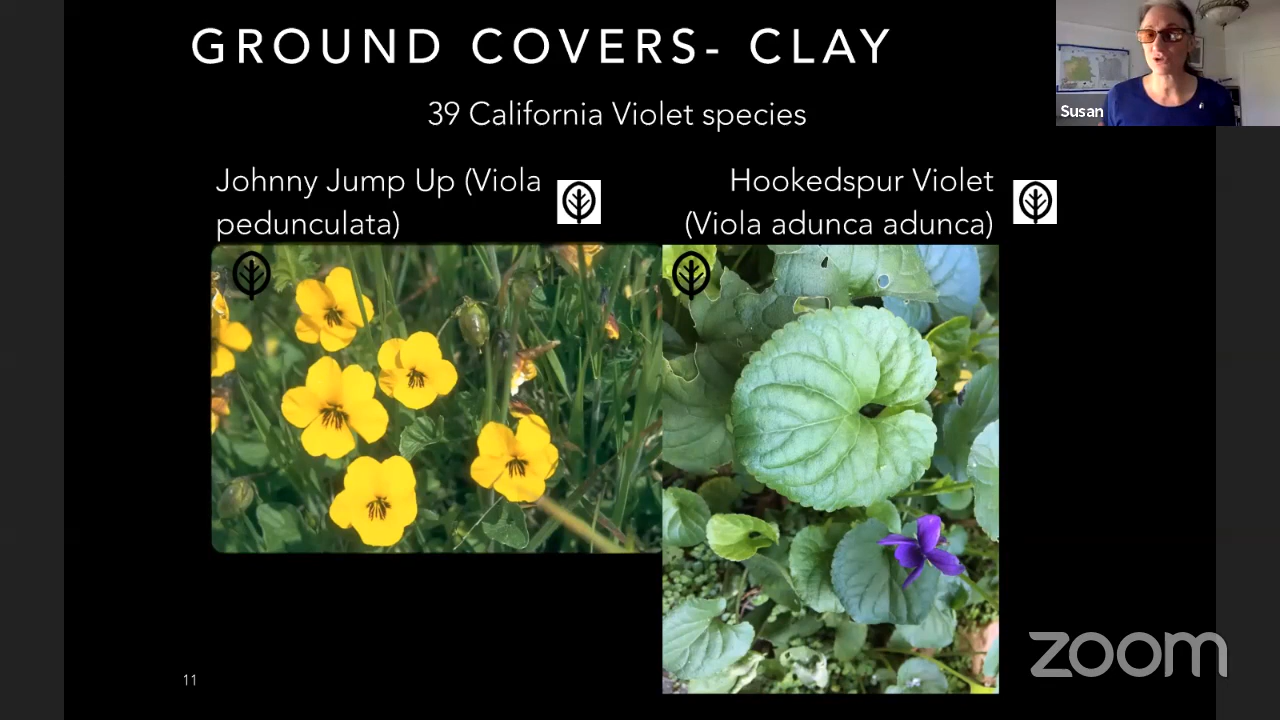 GROUND COVERS- CLAY
39 California Violet species
Johnny Jump Up (Viola
pedunculata)
Hookedspur Violet
(Viola adunca adunca)
Susan
11
zoom